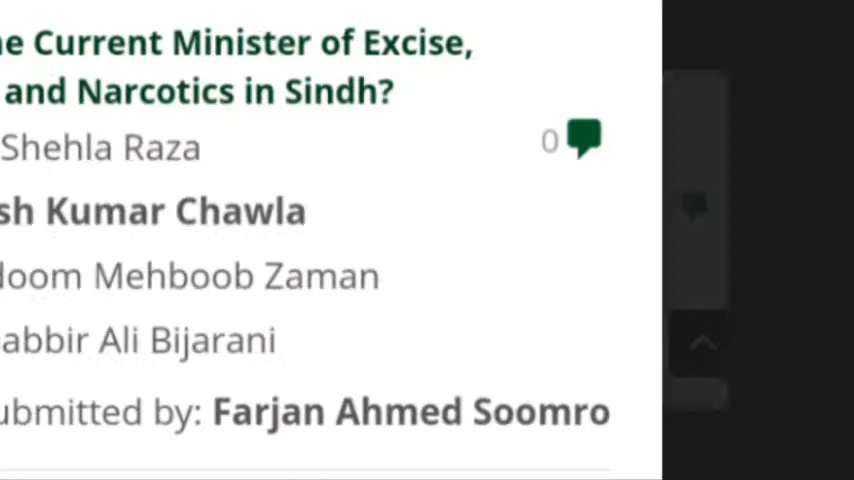 e Current Minister of Excise,
and Narcotics in Sindh?
Shehla Raza
0
sh Kumar Chawla
doom Mehboob Zaman
abbir Ali Bijarani
ubmitted by: Farjan Ahmed Soomro